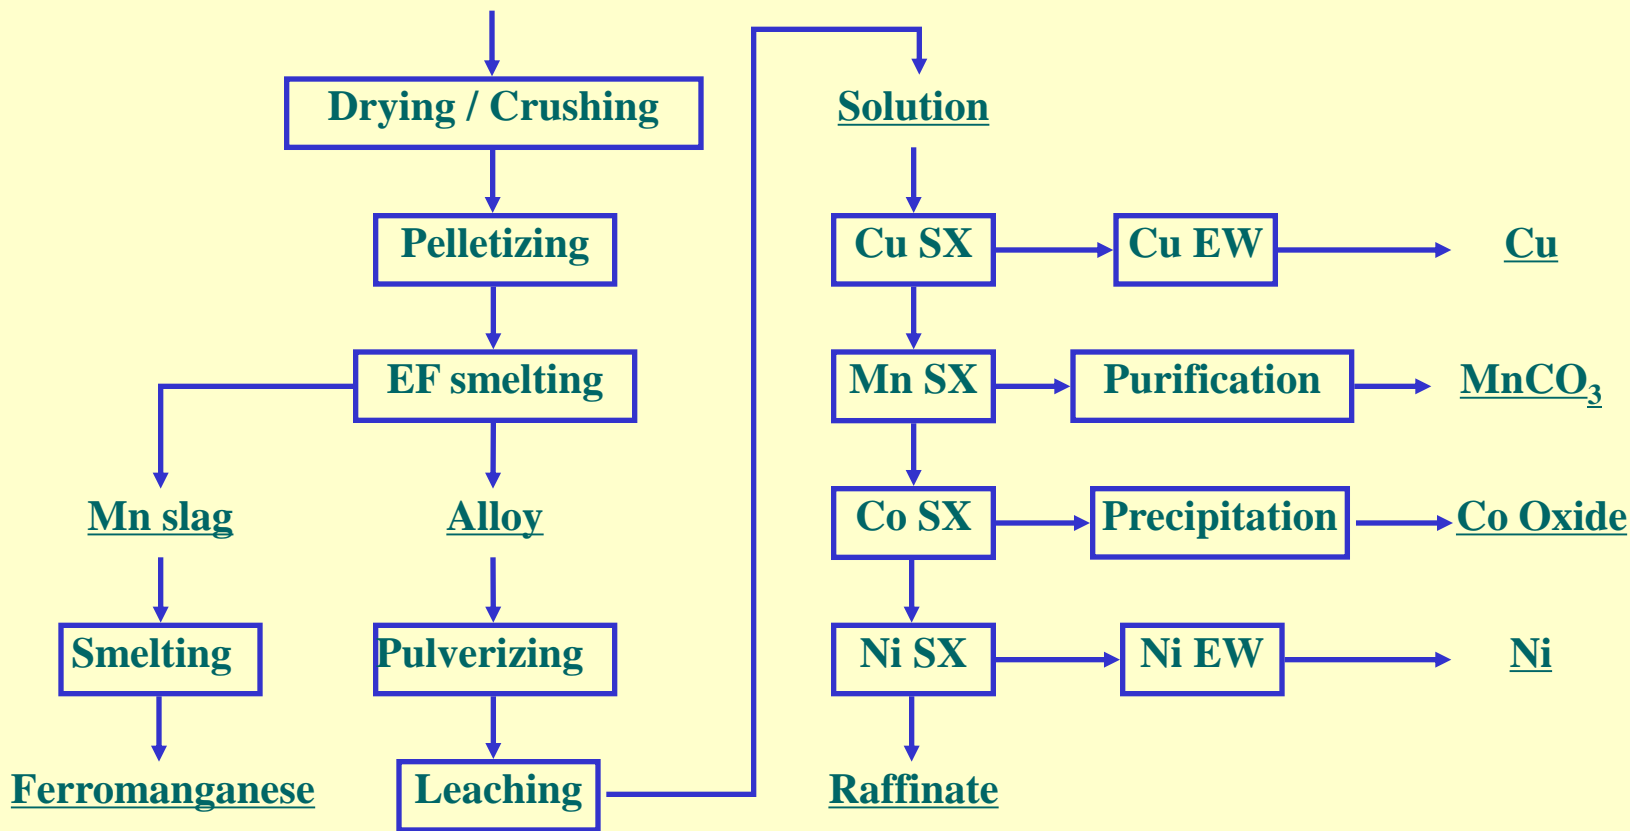 Drying / Crushing
Pelletizing
EF smelting
Mn slag
Alloy
Smelting
Pulverizing
Ferromanganese
Leaching
Solution
Cu SX
Cu EW
Cu
Mn SX
Purification
MnCO₃
Co SX
Precipitation
Co Oxide
Ni SX
Ni EW
Ni
Raffinate